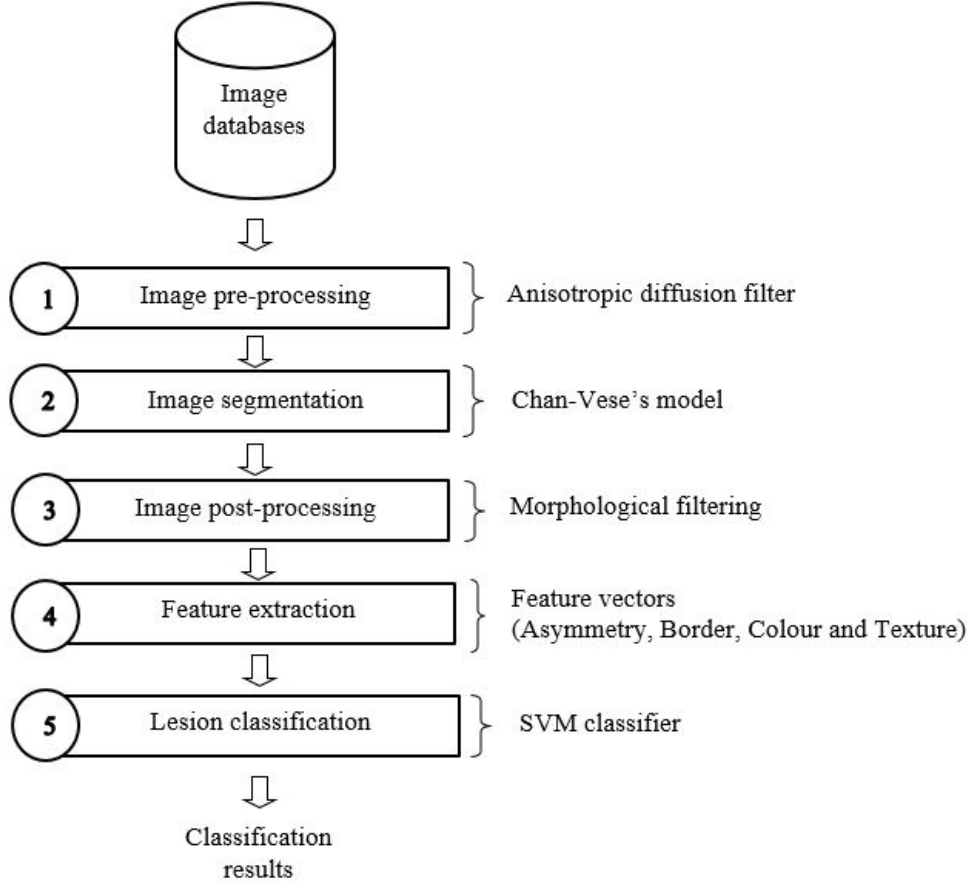 Image
databases
1 Image pre-processing Anisotropic diffusion filter
2 Image segmentation Chan-Vese’s model
3 Image post-processing Morphological filtering
4 Feature extraction Feature vectors
(Asymmetry, Border, Colour and Texture)
5 Lesion classification SVM classifier
Classification
results